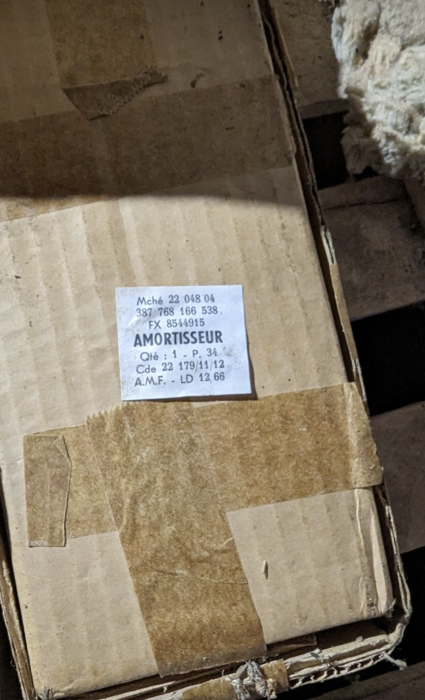 Mché 22 048 04
387 768 166 538
FX 8544915
AMORTISSEUR
Qté : 1 - P. 34
Cde 22 179/11/12
A.M.F. - LD 12 66